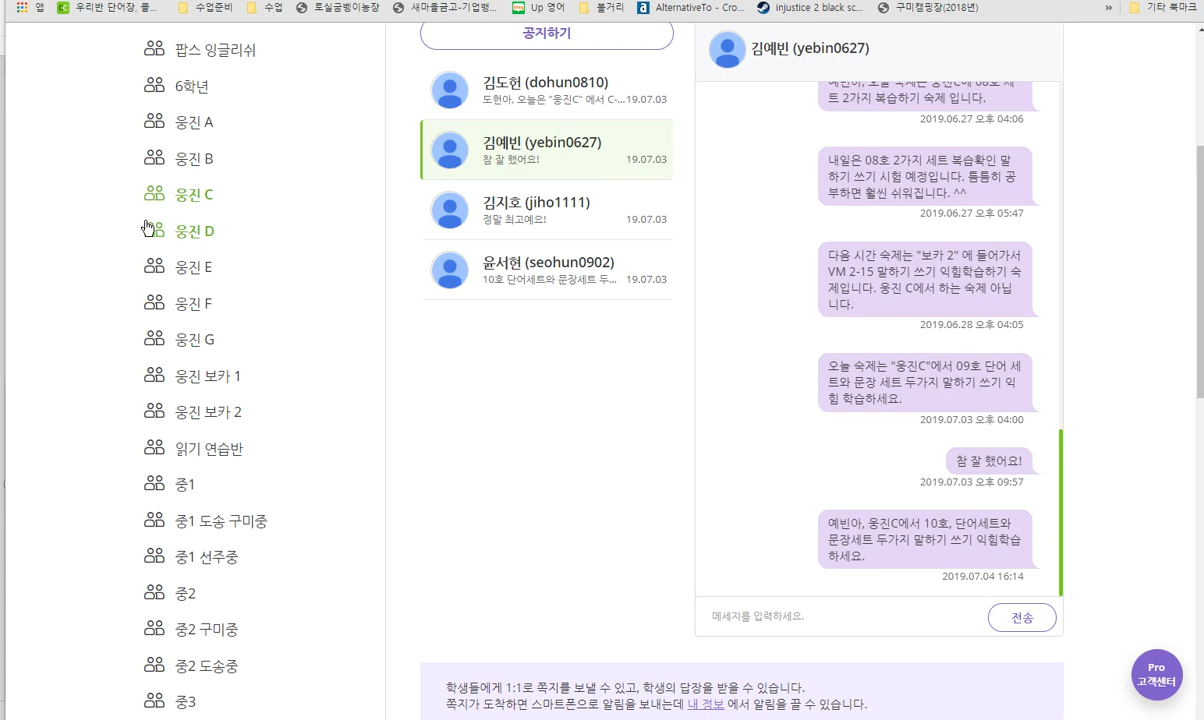 앱
우리반 단어장, 클...
수업준비
수업
토실굼벵이농장
새마을금고-기업뱅...
Up 영어
볼거리
AlternativeTo - Cro...
injustice 2 black sc...
구미캠핑장(2018년)
»
기타 북마크
팝스 잉글리쉬
6학년
웅진 A
웅진 B
웅진 C
웅진 D
웅진 E
웅진 F
웅진 G
웅진 보카 1
웅진 보카 2
읽기 연습반
중1
중1 도송 구미중
중1 선주중
중2
중2 구미중
중2 도송중
중3
공지하기
김도헌 (dohun0810)
도헌아, 오늘은 "웅진C" 에서 C-... 19.07.03
김예빈 (yebin0627)
참 잘 했어요! 19.07.03
김지호 (jiho1111)
정말 최고예요! 19.07.03
윤서현 (seohun0902)
10호 단어세트와 문장세트 두... 19.07.03
김예빈 (yebin0627)
예빈아, 오늘 숙제는 웅진C에 08호 세
트 2가지 복습하기 숙제 입니다.
2019.06.27 오후 04:06
내일은 08호 2가지 세트 복습확인 말
하기 쓰기 시험 예정입니다. 틈틈히 공
부하면 훨씬 쉬워집니다. ^^
2019.06.27 오후 05:47
다음 시간 숙제는 "보카 2" 에 들어가서
VM 2-15 말하기 쓰기 익힘학습하기 숙
제입니다. 웅진 C에서 하는 숙제 아닙
니다.
2019.06.28 오후 04:05
오늘 숙제는 "웅진C"에서 09호 단어 세
트와 문장 세트 두가지 말하기 쓰기 익
힘 학습하세요.
2019.07.03 오후 04:00
참 잘 했어요!
2019.07.03 오후 09:57
예빈아, 웅진C에서 10호, 단어세트와
문장세트 두가지 말하기 쓰기 익힘학습
하세요.
2019.07.04 16:14
메세지를 입력하세요.
전송
학생들에게 1:1로 쪽지를 보낼 수 있고, 학생의 답장을 받을 수 있습니다.
쪽지가 도착하면 스마트폰으로 알림을 보내는데 내 정보 에서 알림을 끌 수 있습니다.
Pro
고객센터